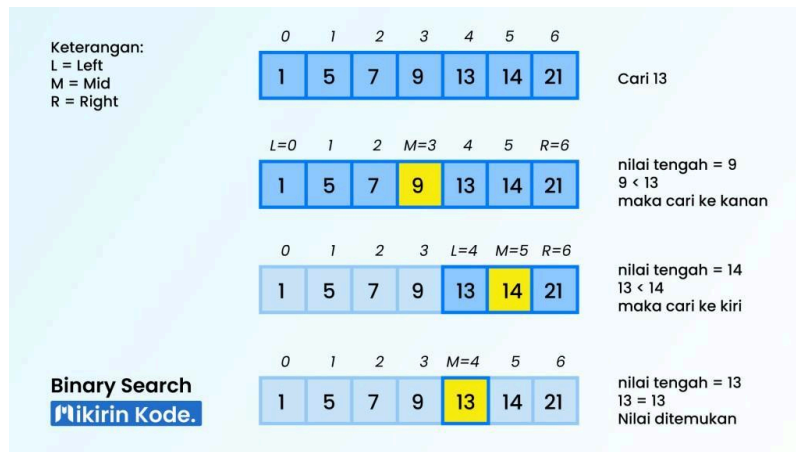 Keterangan:
L = Left
M = Mid
R = Right
0 1 2 3 4 5 6
1 5 7 9 13 14 21
Cari 13
L=0 1 2 M=3 4 5 R=6
1 5 7 9 13 14 21
nilai tengah = 9
9 < 13
maka cari ke kanan
0 1 2 3 L=4 M=5 R=6
1 5 7 9 13 14 21
nilai tengah = 14
13 < 14
maka cari ke kiri
0 1 2 3 M=4 5 6
1 5 7 9 13 14 21
nilai tengah = 13
13 = 13
Nilai ditemukan
Binary Search
Mikirin Kode.